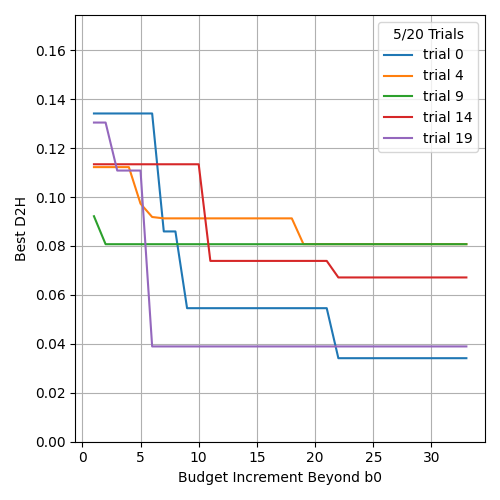 5/20 Trials
trial 0
trial 4
trial 9
trial 14
trial 19
0.16
0.14
0.12
0.10
0.08
0.06
0.04
0.02
0.00
Best D2H
0 5 10 15 20 25 30
Budget Increment Beyond b0